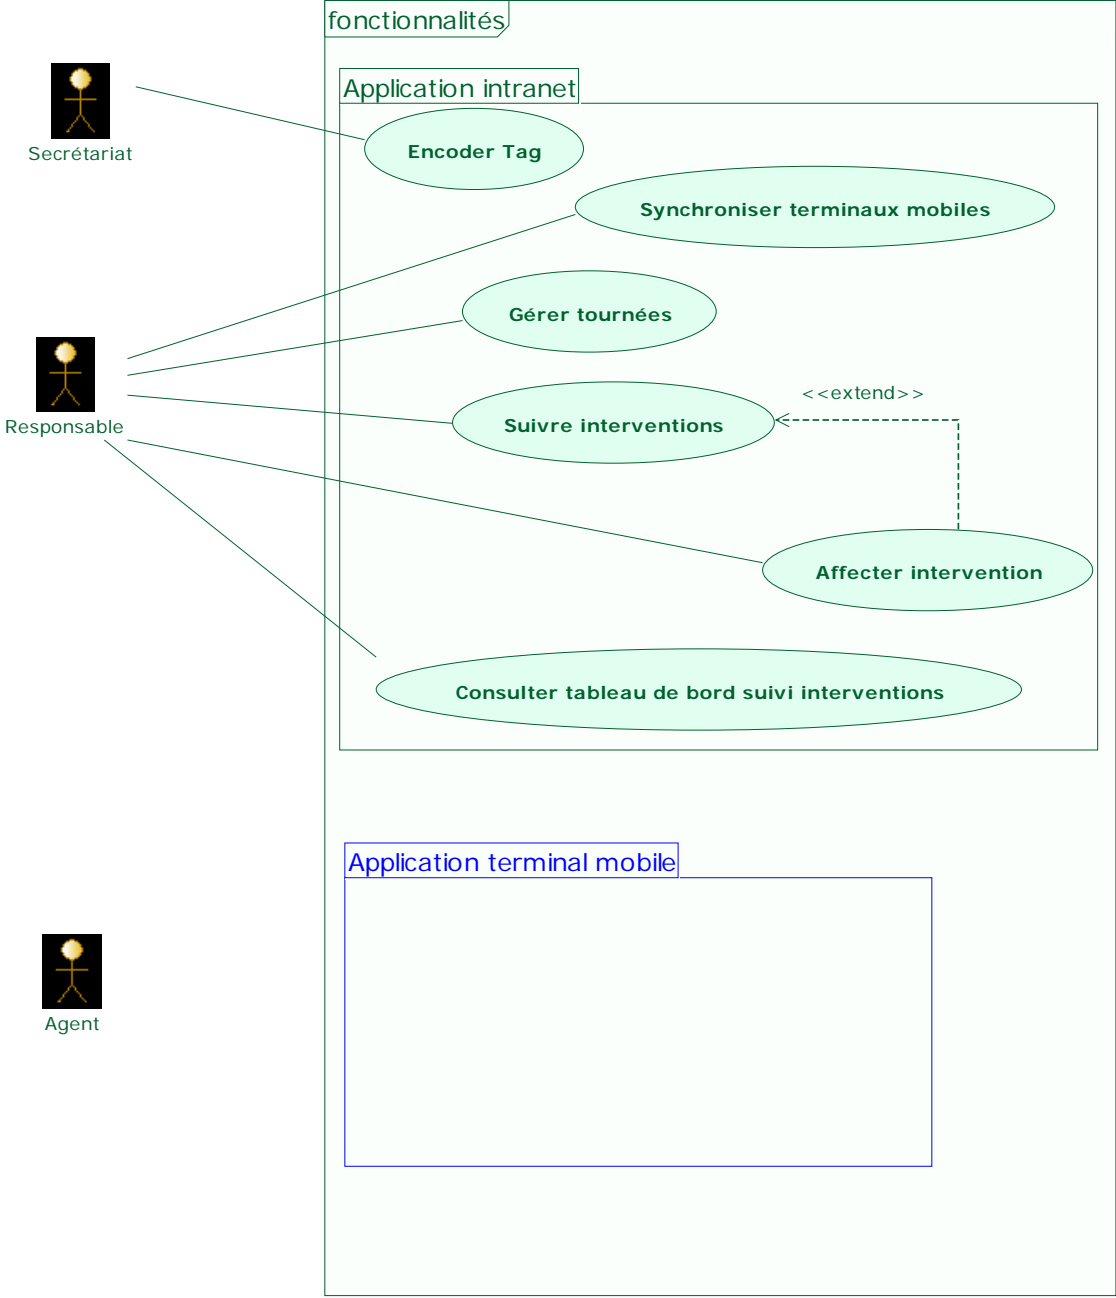 fonctionnalités
Application intranet
Secrétariat
Encoder Tag
Synchroniser terminaux mobiles
Gérer tournées
Responsable
<<extend>>
Suivre interventions
Affecter intervention
Consulter tableau de bord suivi interventions
Application terminal mobile
Agent